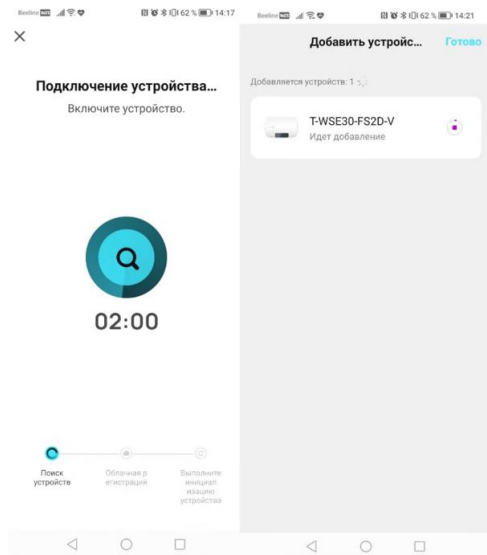 Beeline
62 % 14:17
Подключение устройства...
Включите устройство.
02:00
Поиск
устройств
Облачная р
егистрация
Выполните
инициал
изацию
устройства
Beeline
62 % 14:21
Добавить устройс...
Готово
Добавляется устройств: 1
T-WSE30-FS2D-V
Идет добавление